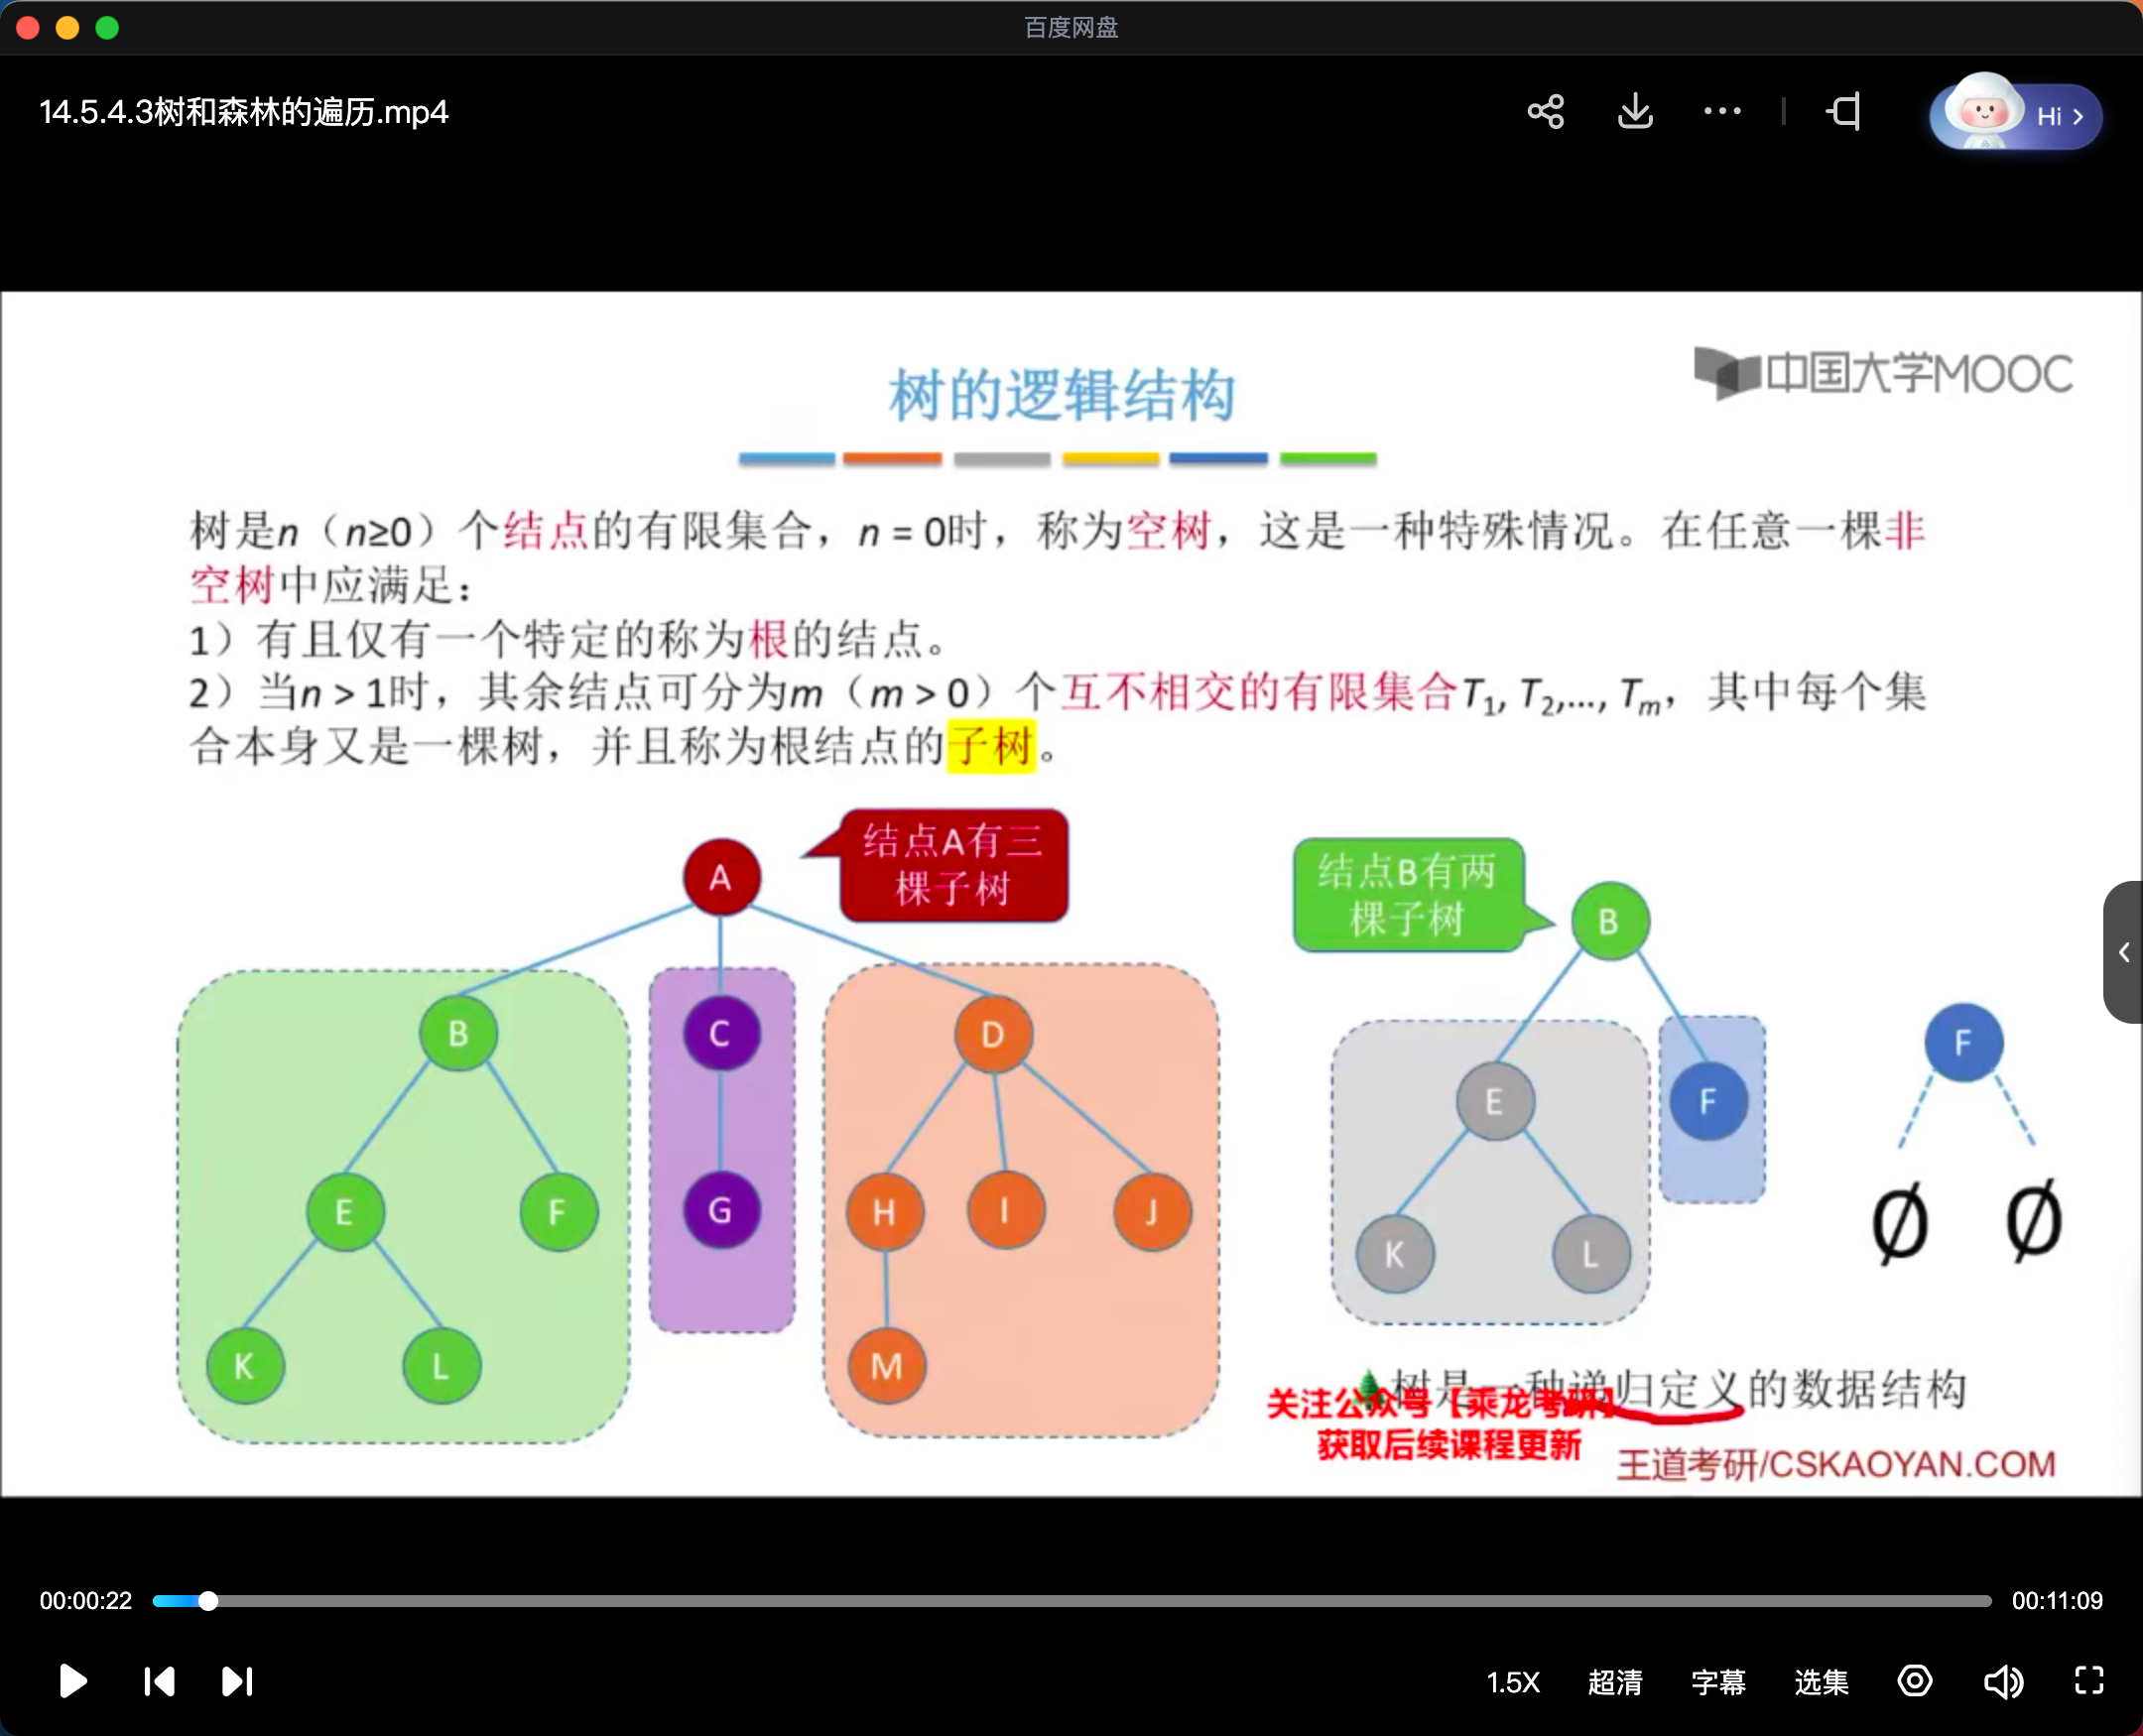 百度网盘
14.5.4.3树和森林的遍历.mp4
Hi
树的逻辑结构
中国大学MOOC
树是n（n≥0）个结点的有限集合，n = 0时，称为空树，这是一种特殊情况。在任意一棵非
空树中应满足：
1）有且仅有一个特定的称为根的结点。
2）当n > 1时，其余结点可分为m（m > 0）个互不相交的有限集合T1, T2,…, Tm，其中每个集
合本身又是一棵树，并且称为根结点的子树。
结点A有三
棵子树
A
结点B有两
棵子树
B
B
C
D
F
E
F
E
F
G
H
I
J
Ø
Ø
K
L
K
L
M
树是一种递归定义的数据结构
关注公众号【乘龙考研】
获取后续课程更新
王道考研/CSKAOYAN.COM
00:00:22
00:11:09
1.5X
超清
字幕
选集